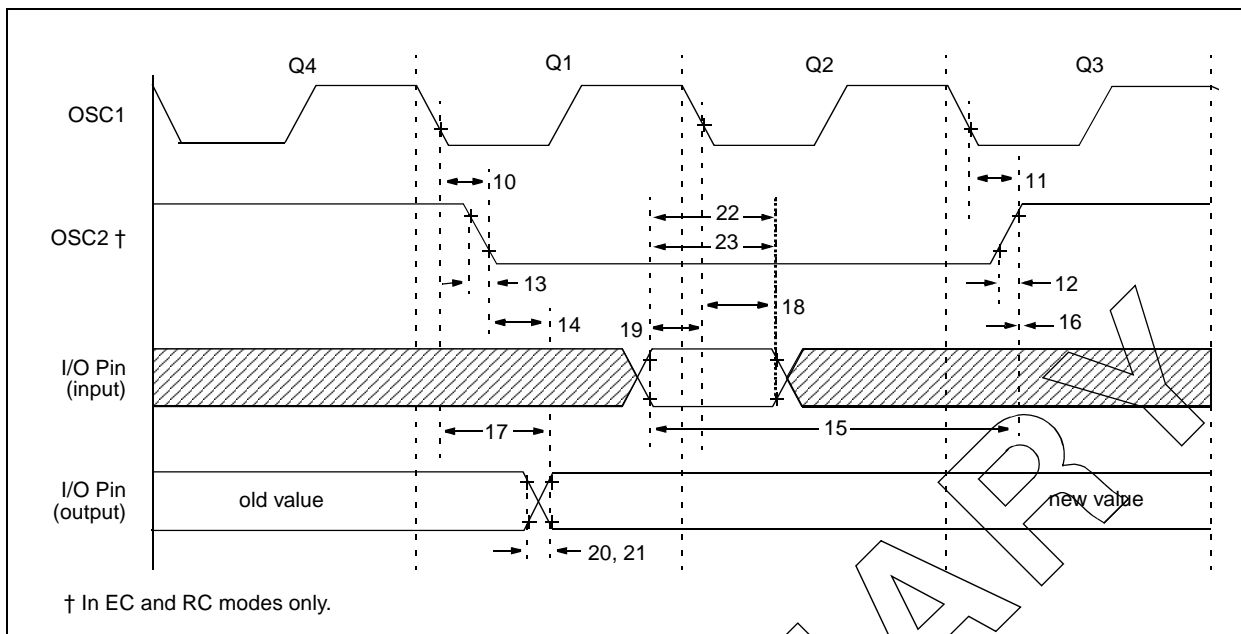 Q4 Q1 Q2 Q3
OSC1
10 11
22
OSC2 †
23
13 12
18
14 19 16
I/O Pin
(input)
17 15
I/O Pin
(output)
old value new value
20, 21
† In EC and RC modes only.
A R Y